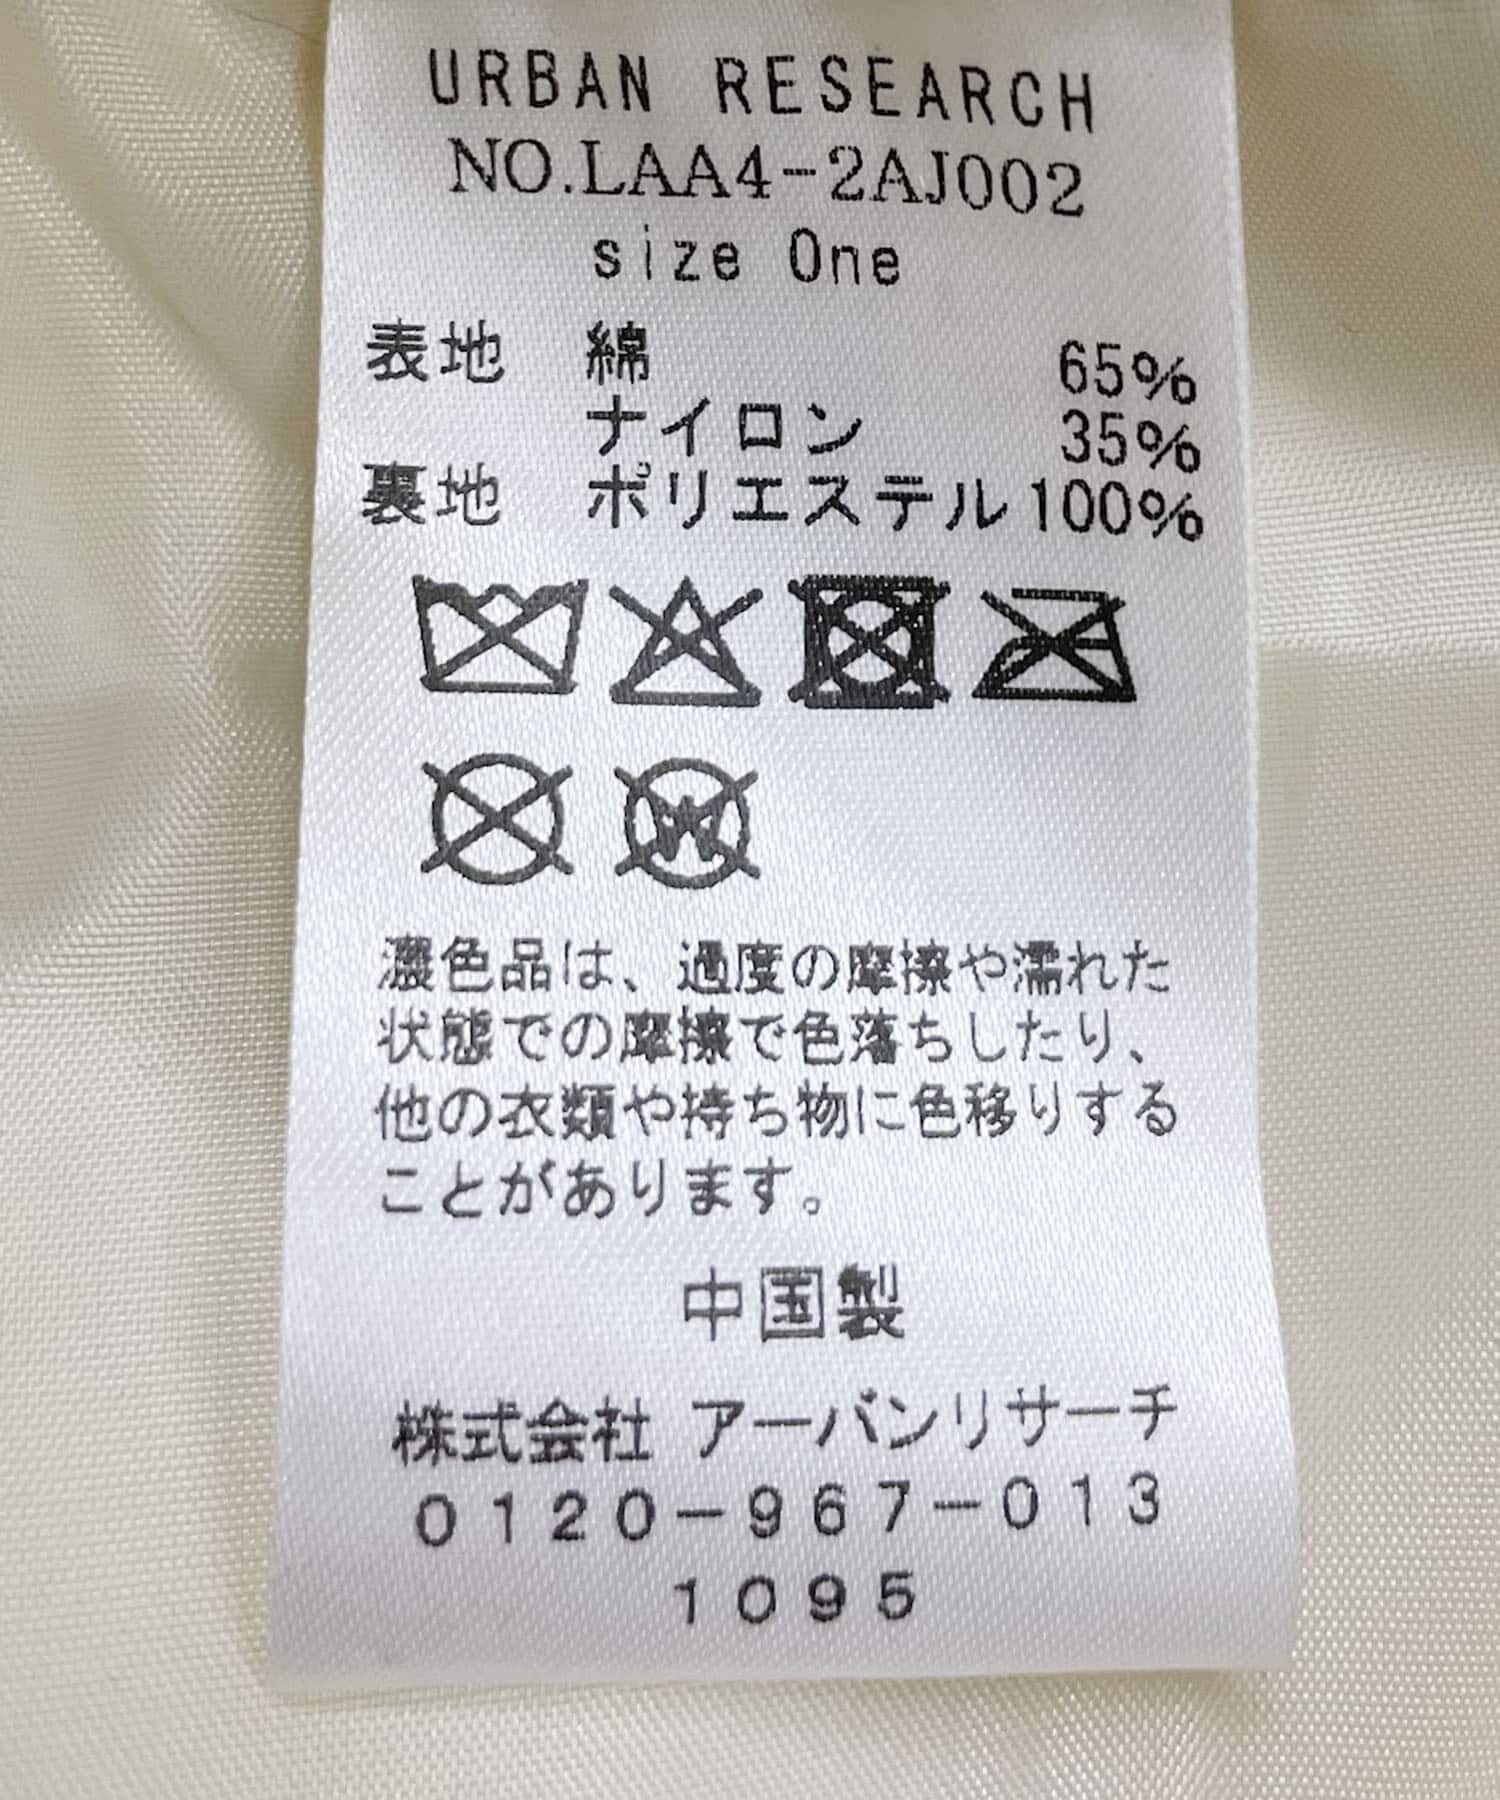 URBAN RESEARCH
NO.LAA4-2AJ002
size One
表地 綿 65%
ナイロン 35%
裏地 ポリエステル 100%
濃色品は、過度の摩擦や濡れた
状態での摩擦で色落ちしたり、
他の衣類や持ち物に色移りする
ことがあります。
中国製
株式会社 アーバンリサーチ
0120-967-013
1095